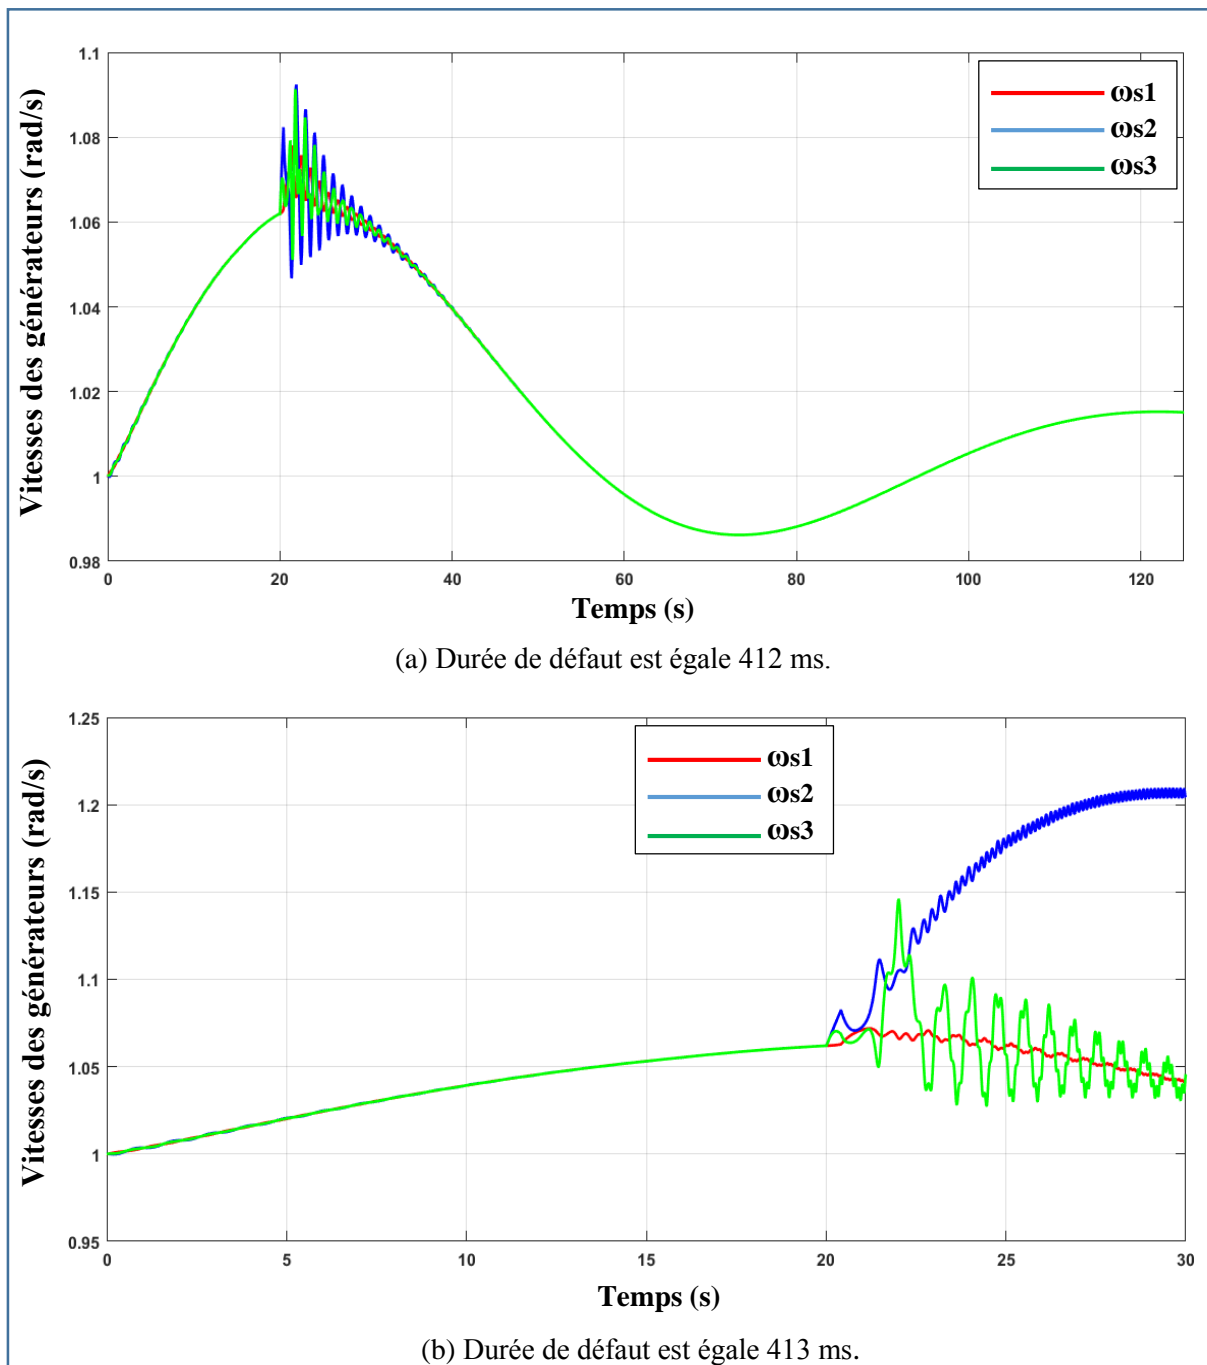 Vitesses des générateurs (rad/s)
1.1
1.08
1.06
1.04
1.02
1
0.98
ωs1
ωs2
ωs3
0 20 40 60 80 100 120
Temps (s)
(a) Durée de défaut est égale 412 ms.
Vitesses des générateurs (rad/s)
1.25
1.2
1.15
1.1
1.05
1
0.95
ωs1
ωs2
ωs3
0 5 10 15 20 25 30
Temps (s)
(b) Durée de défaut est égale 413 ms.